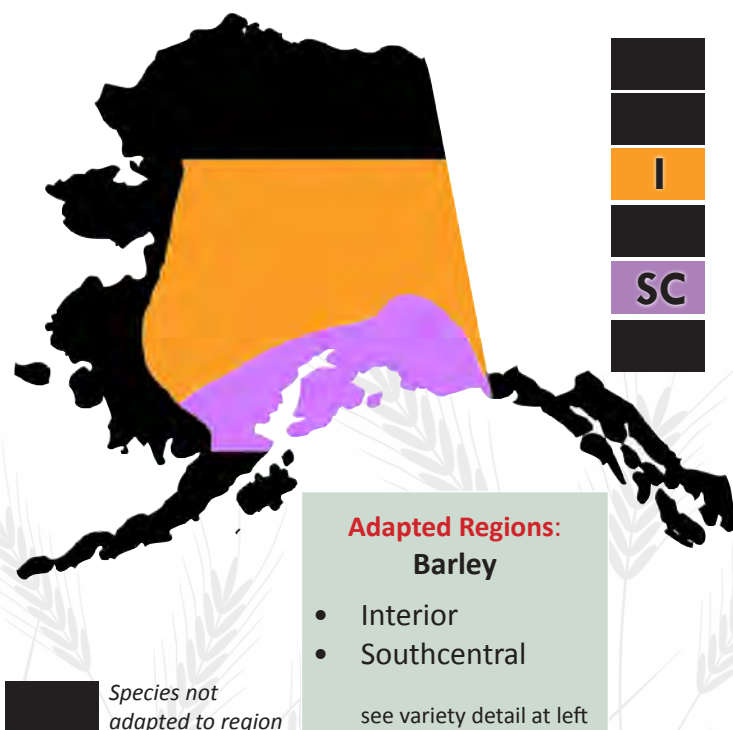 I
SC
Adapted Regions:
Barley
• Interior
• Southcentral
see variety detail at left
Species not
adapted to region